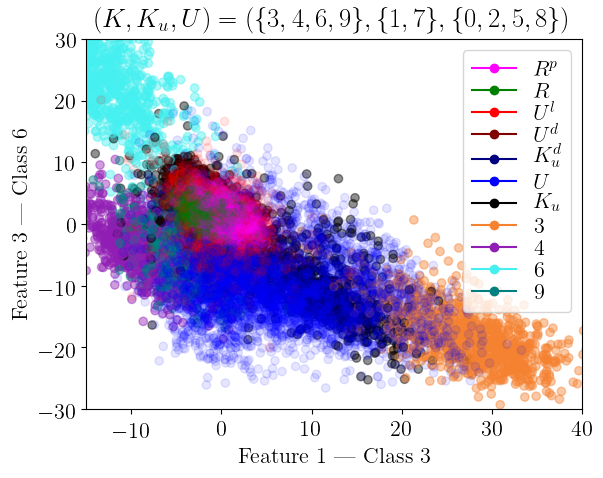 (K, K_u, U) = ({3, 4, 6, 9}, {1, 7}, {0, 2, 5, 8})
30
20
10
0
−10
−20
−30
Feature 3 — Class 6
R^p
R
U^l
U^d
K_u^d
U
K_u
3
4
6
9
−10
0
10
20
30
40
Feature 1 — Class 3